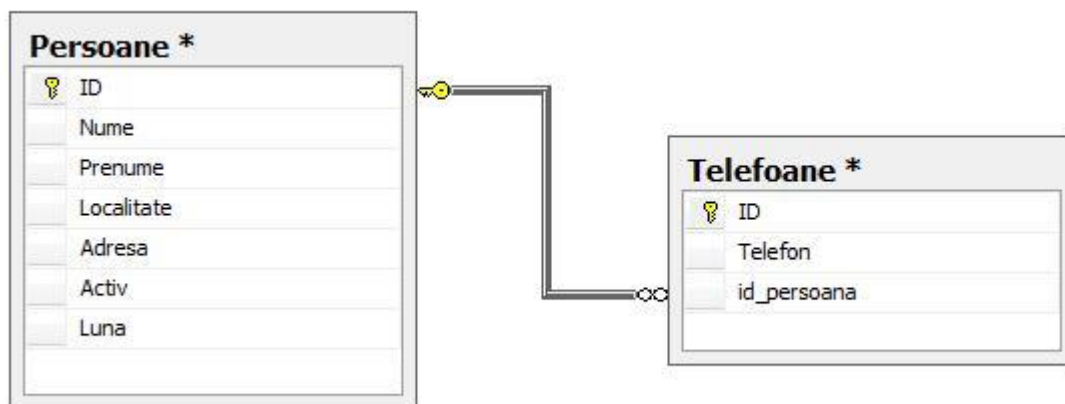 Persoane *
ID
Nume
Prenume
Localitate
Adresa
Activ
Luna
Telefoane *
ID
Telefon
id_persoana